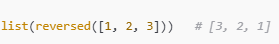 list(reversed([1, 2, 3]))   # [3, 2, 1]